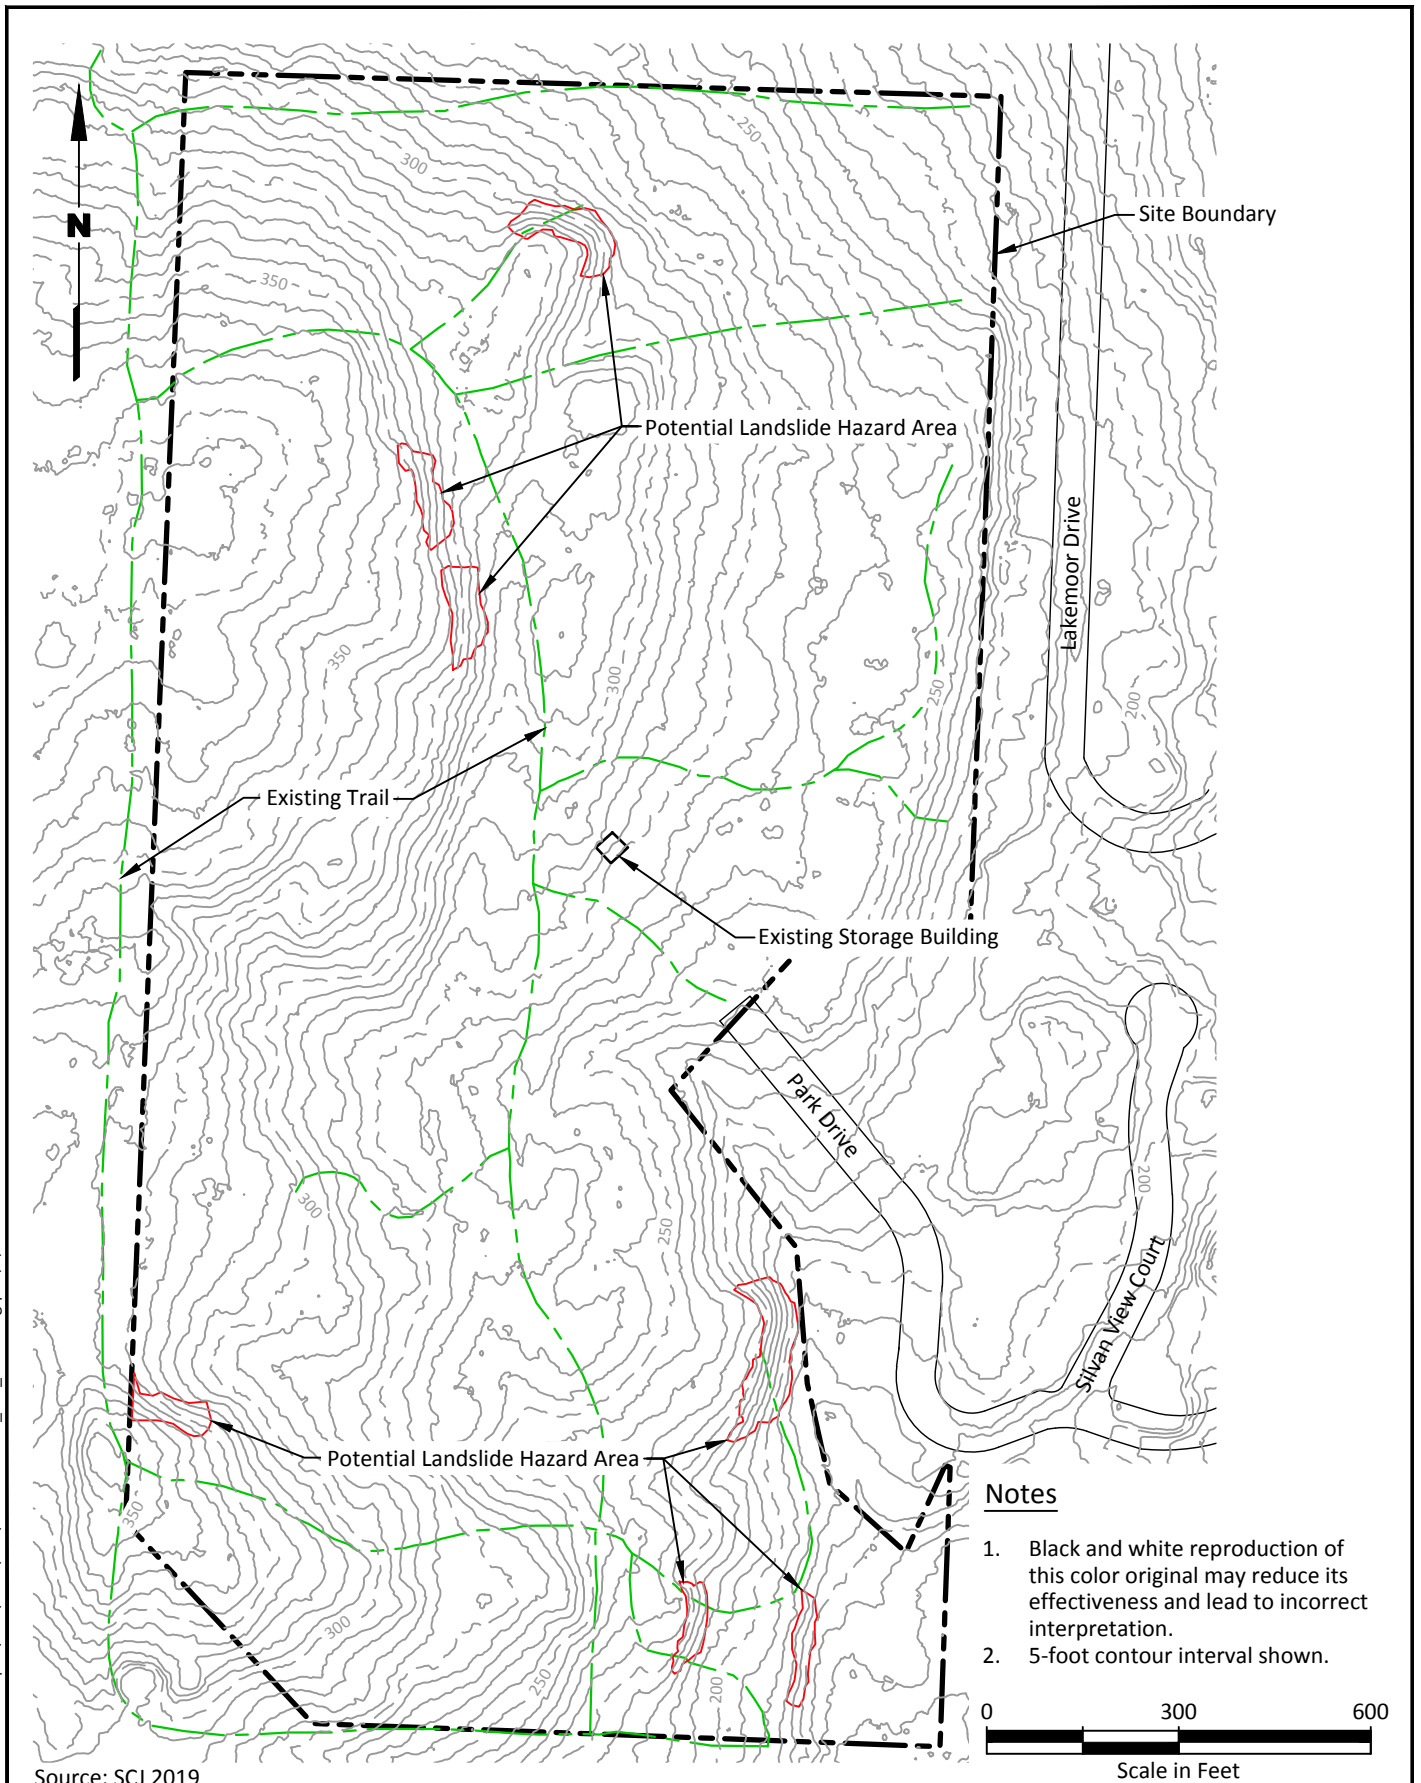 N
250
300
Site Boundary
350
Potential Landslide Hazard Area
Lakemoor Drive
350
300
250
200
Existing Trail
Existing Storage Building
Park Drive
200
300
250
Silvan View Court
Potential Landslide Hazard Area
350
300
250
200
Notes
1. Black and white reproduction of
this color original may reduce its
effectiveness and lead to incorrect
interpretation.
2. 5-foot contour interval shown.
0 300 600
Scale in Feet
Source: SCJ 2019